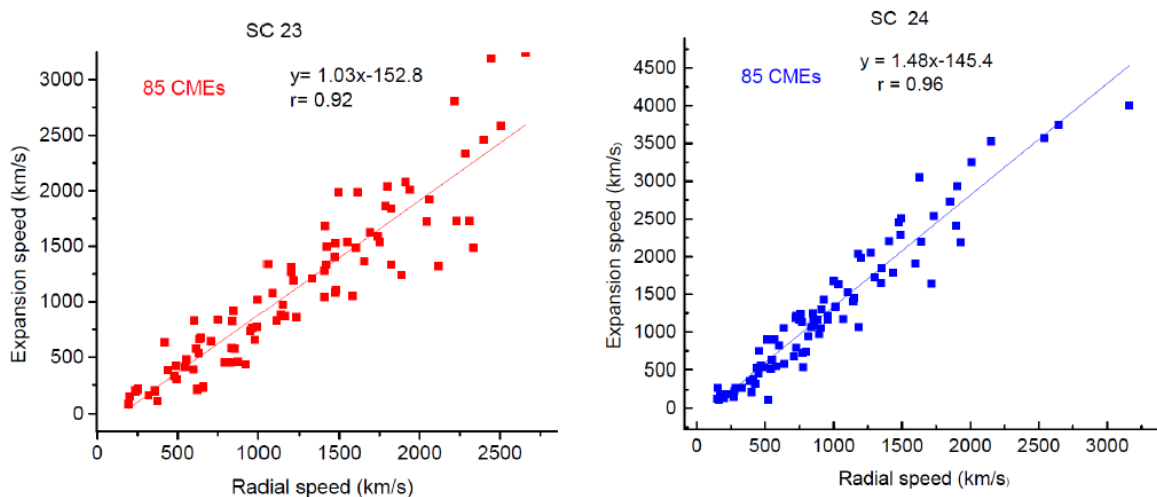 SC 23
85 CMEs
y= 1.03x-152.8
r= 0.92
3000
2500
2000
1500
1000
500
0
Expansion speed (km/s)
0 500 1000 1500 2000 2500
Radial speed (km/s)
SC 24
85 CMEs
y = 1.48x-145.4
r = 0.96
4500
4000
3500
3000
2500
2000
1500
1000
500
0
Expansion speed (km/s)
0 500 1000 1500 2000 2500 3000
Radial speed (km/s)